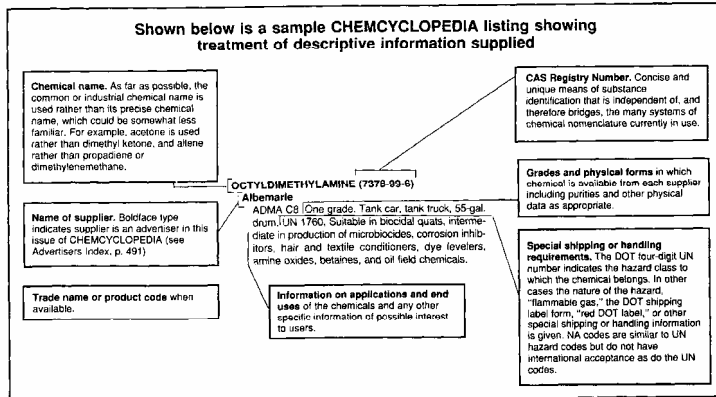 Shown below is a sample CHEMCYCLOPEDIA listing showing
treatment of descriptive information supplied
Chemical name. As far as possible, the
common or industrial chemical name is
used rather than its precise chemical
name, which could be somewhat less
familiar. For example, acetone is used
rather than dimethyl ketone, and allene
rather than propadiene or
dimethylenemethane.
Name of supplier. Boldface type
indicates supplier is an advertiser in this
issue of CHEMCYCLOPEDIA (see
Advertisers Index, p. 491)
Trade name or product code when
available.
OCTYLDIMETHYLAMINE (7378-99-6)
Albemarle
ADMA C8 One grade. Tank car, tank truck, 55-gal.
drum. UN 1760. Suitable in biocidal quats, interme-
diate in production of microbiocides, corrosion inhib-
itors, hair and textile conditioners, dye levelers,
amine oxides, betaines, and oil field chemicals.
Information on applications and end
uses of the chemicals and any other
specific information of possible interest
to users.
CAS Registry Number. Concise and
unique means of substance
identification that is independent of, and
therefore bridges, the many systems of
chemical nomenclature currently in use.
Grades and physical forms in which
chemical is available from each supplier
including purities and other physical
data as appropriate.
Special shipping or handling
requirements. The DOT four-digit UN
number indicates the hazard class to
which the chemical belongs. In other
cases the nature of the hazard,
"flammable gas," the DOT shipping
label form, "red DOT label," or other
special shipping or handling information
is given. NA codes are similar to UN
hazard codes but do not have
international acceptance as do the UN
codes.